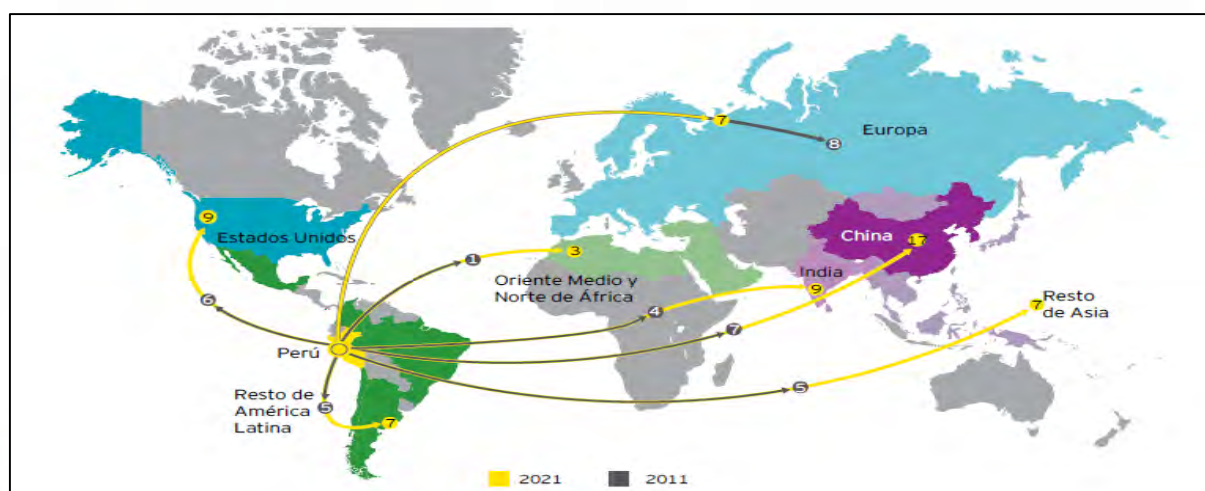 7
Europa
8
9
Estados Unidos
China
17
1
3
Oriente Medio y
Norte de África
India
9
4
7
Resto
de Asia
7
6
Perú
5
Resto de
América
Latina
5
7
2021
2011